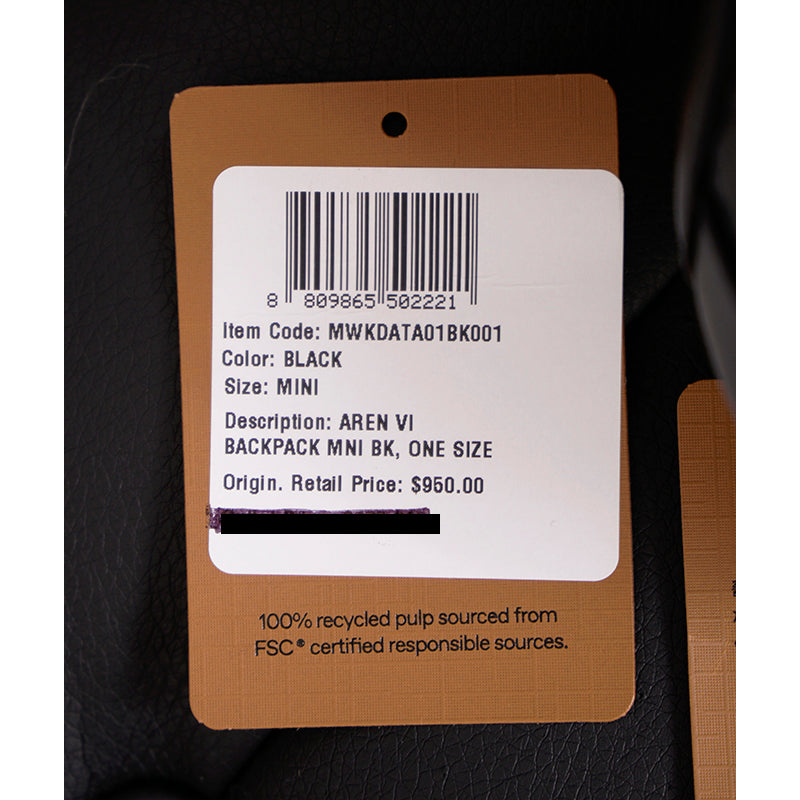 8 809865 502221
Item Code: MWKDATA01BK001
Color: BLACK
Size: MINI
Description: AREN VI
BACKPACK MNI BK, ONE SIZE
Origin. Retail Price: $950.00
100% recycled pulp sourced from
FSC® certified responsible sources.